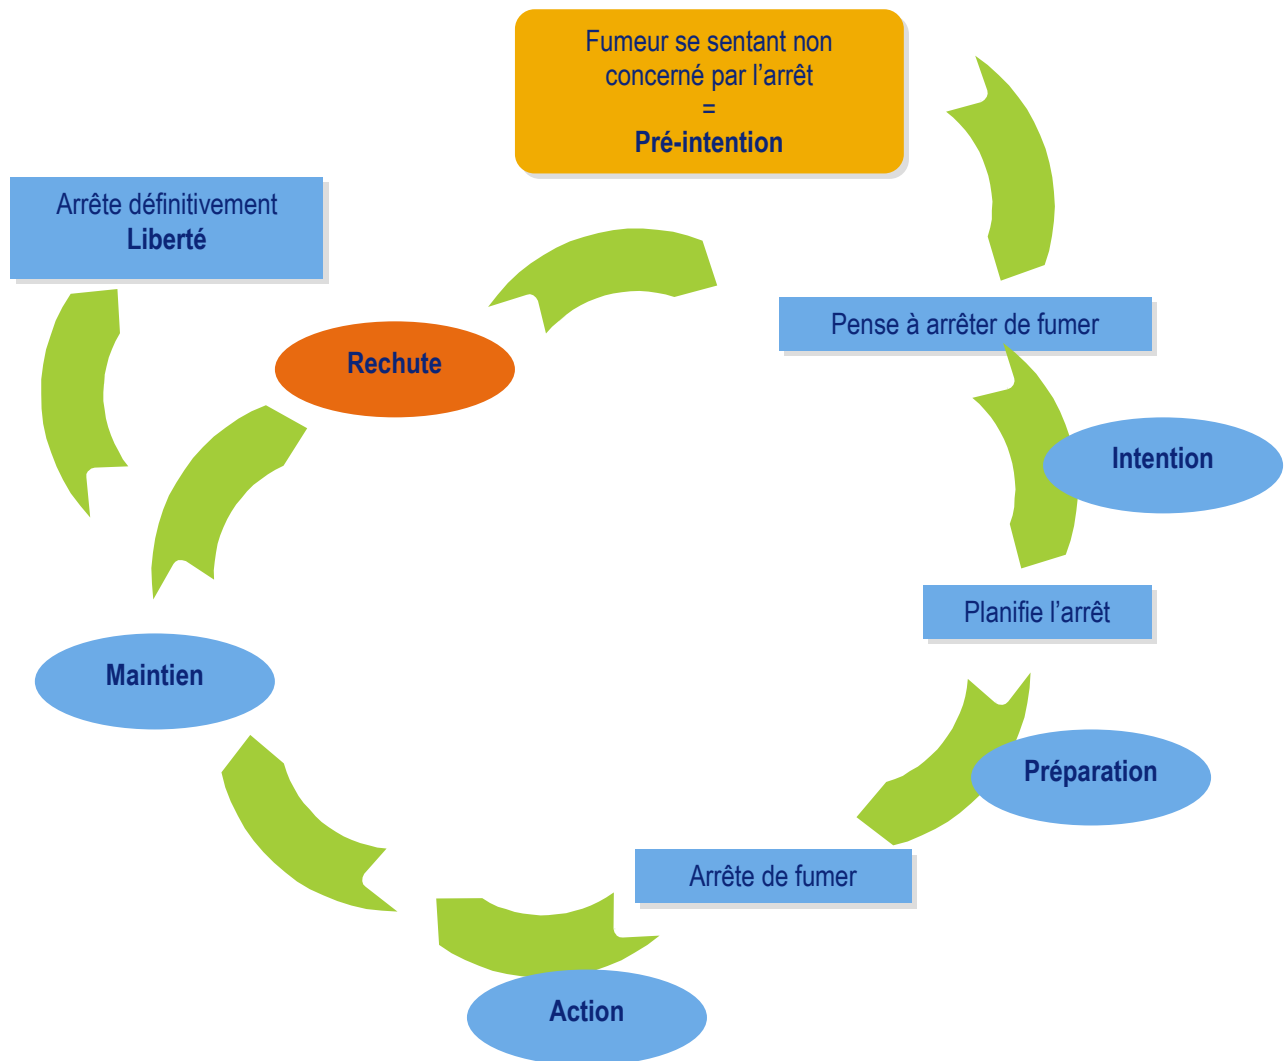 Fumeur se sentant non
concerné par l’arrêt
=
Pré-intention
Arrête définitivement
Liberté
Pense à arrêter de fumer
Rechute
Intention
Planifie l’arrêt
Maintien
Préparation
Arrête de fumer
Action